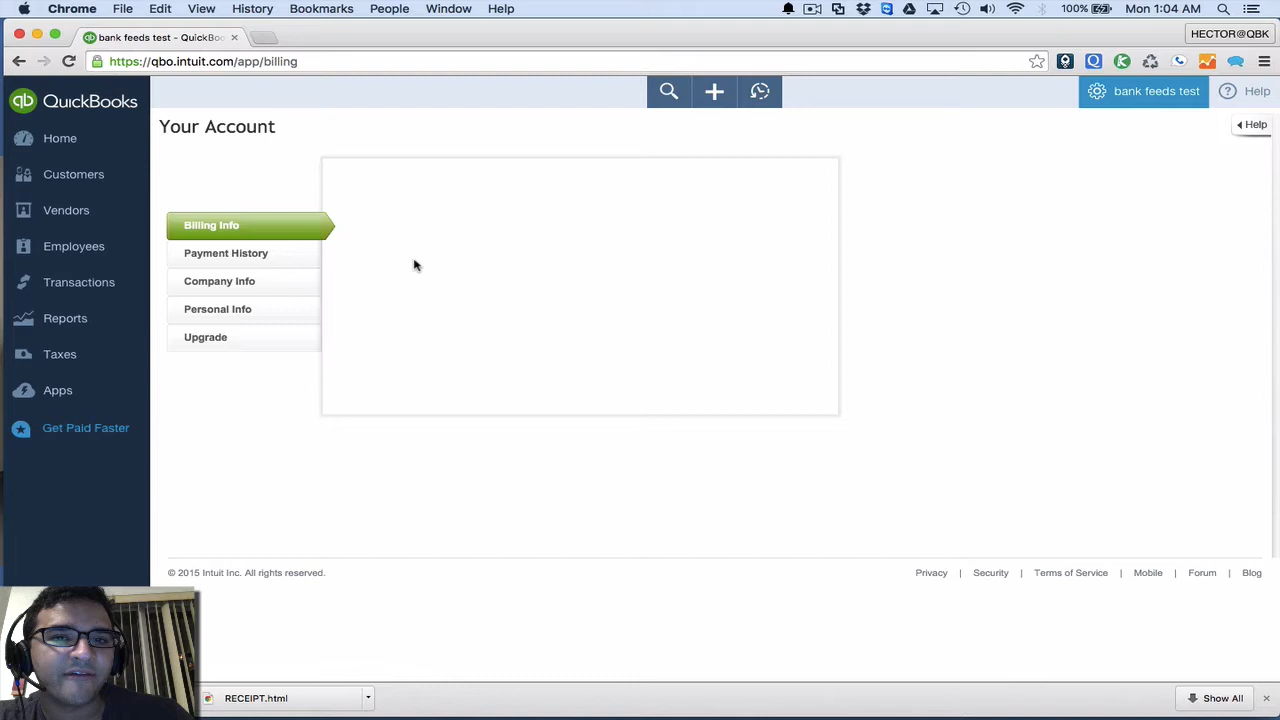 Chrome File Edit View History Bookmarks People Window Help
100% Mon 1:04 AM
bank feeds test - QuickBoo
HECTOR@QBK
https://qbo.intuit.com/app/billing
qb QuickBooks
bank feeds test
Help
Your Account
Help
Home
Customers
Vendors
Employees
Transactions
Reports
Taxes
Apps
Get Paid Faster
Billing Info
Payment History
Company Info
Personal Info
Upgrade
© 2015 Intuit Inc. All rights reserved.
Privacy | Security | Terms of Service | Mobile | Forum | Blog
RECEIPT.html
Show All